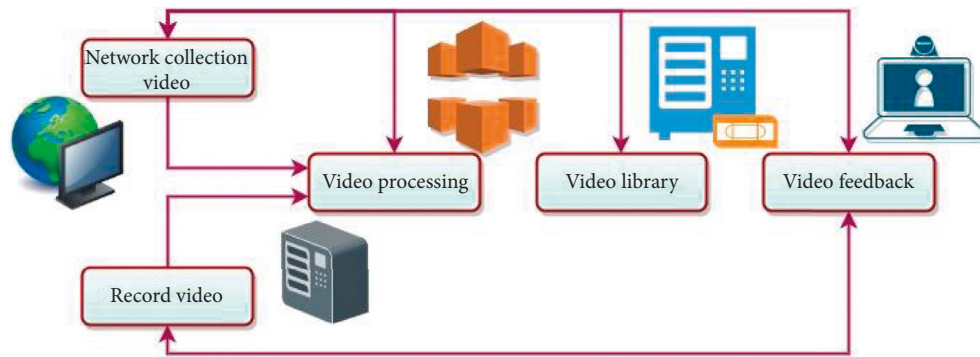 Network collection
video
Video processing
Video library
Video feedback
Record video